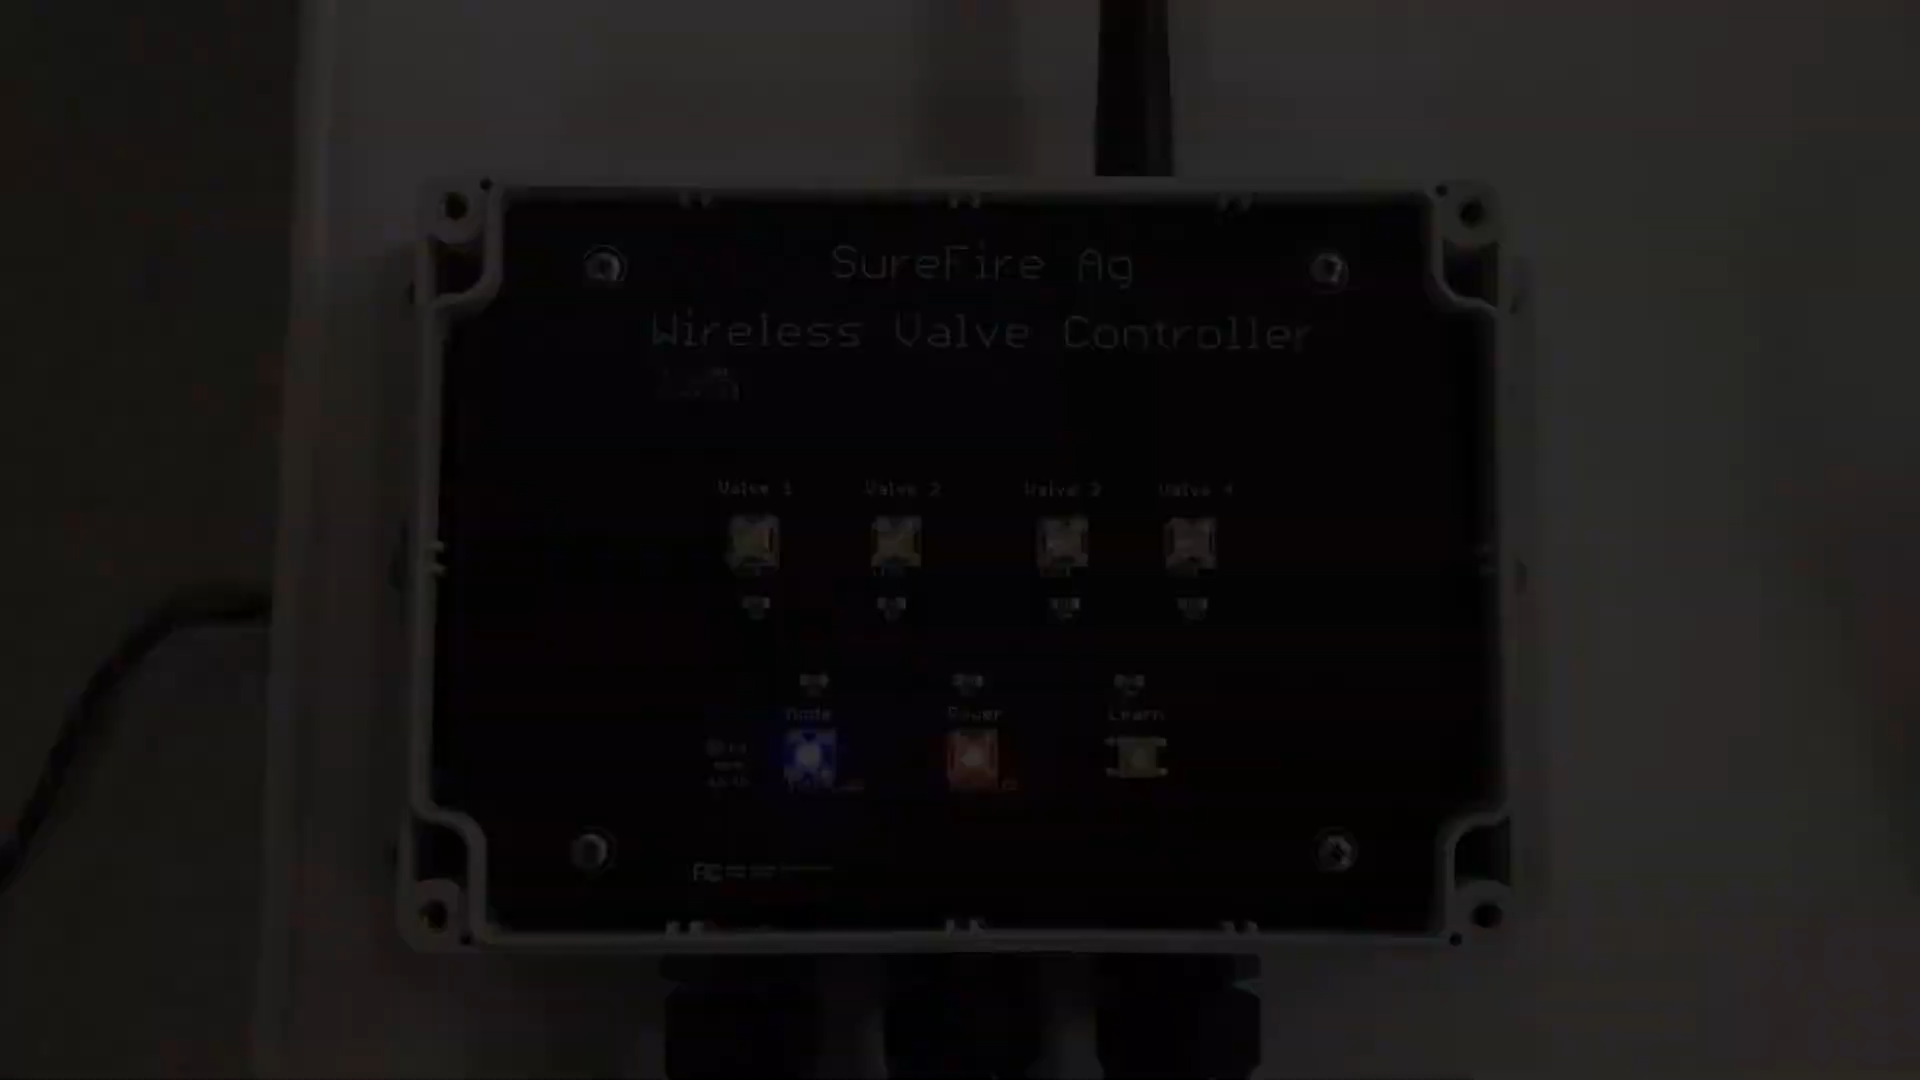 SureFire Ag
Wireless Valve Controller
Valve 1 Valve 2 Valve 3 Valve 4
Mode Power Learn